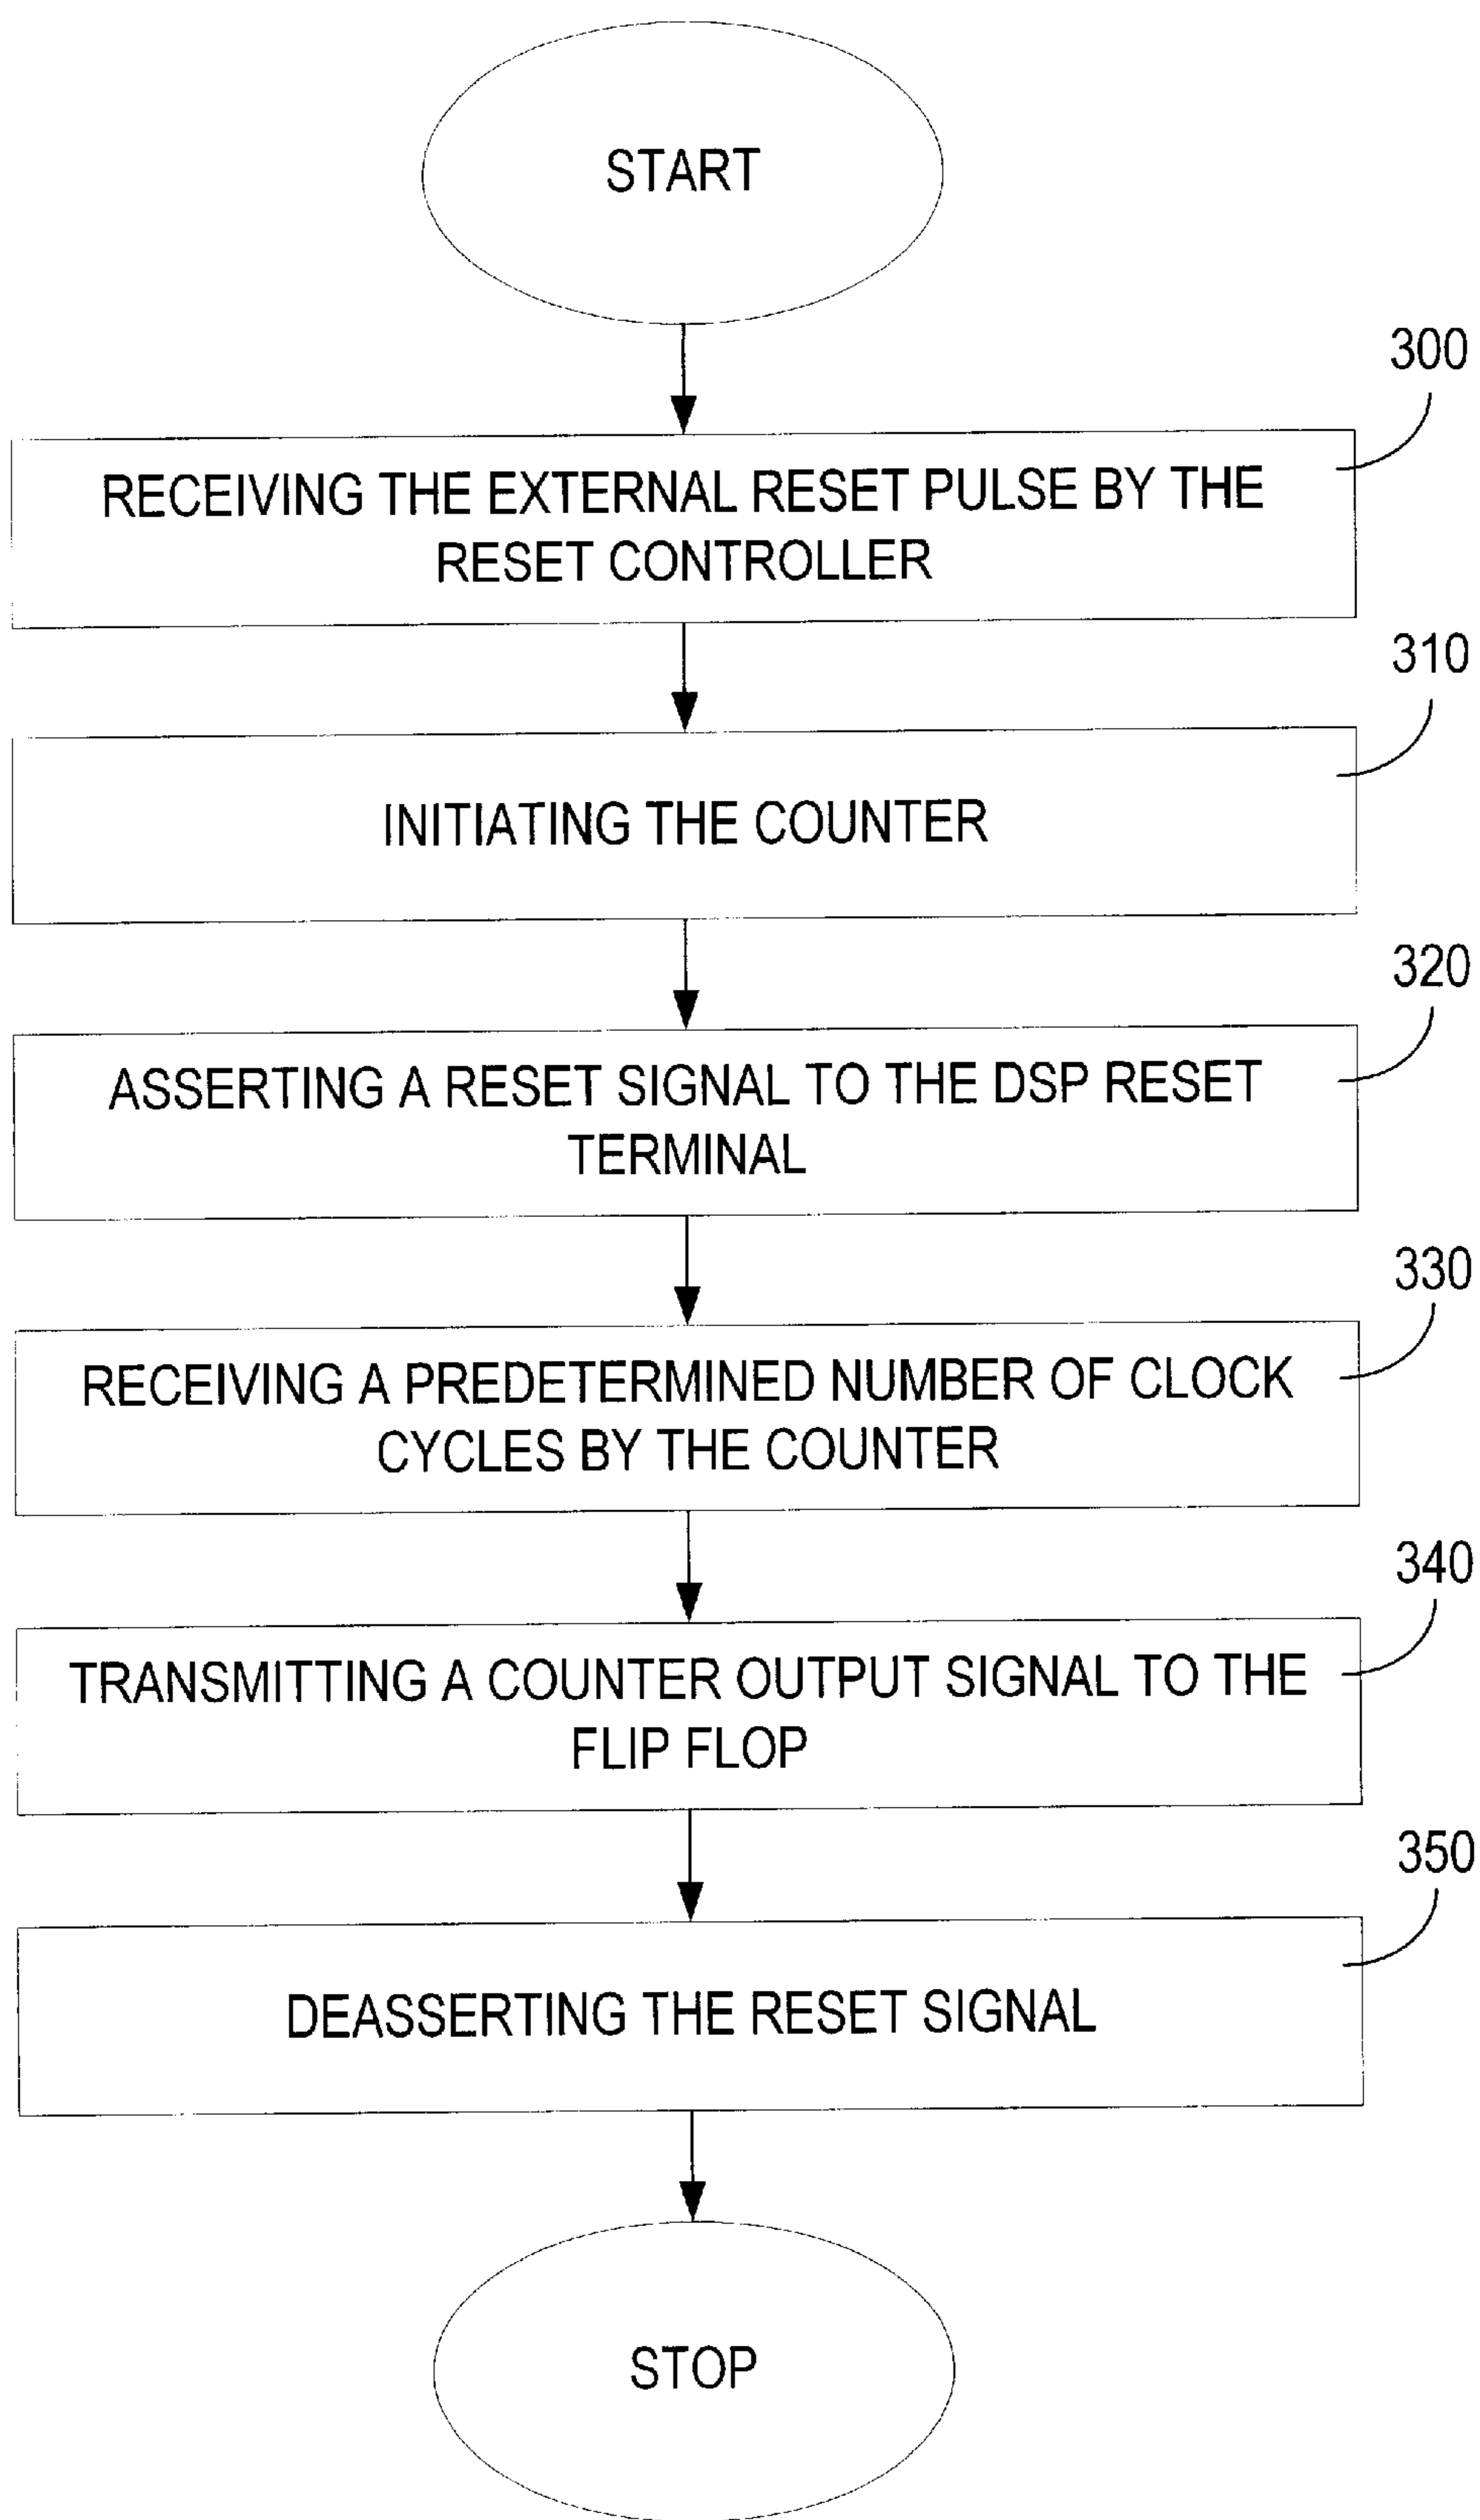 START
300
RECEIVING THE EXTERNAL RESET PULSE BY THE
RESET CONTROLLER
310
INITIATING THE COUNTER
320
ASSERTING A RESET SIGNAL TO THE DSP RESET
TERMINAL
330
RECEIVING A PREDETERMINED NUMBER OF CLOCK
CYCLES BY THE COUNTER
340
TRANSMITTING A COUNTER OUTPUT SIGNAL TO THE
FLIP FLOP
350
DEASSERTING THE RESET SIGNAL
STOP